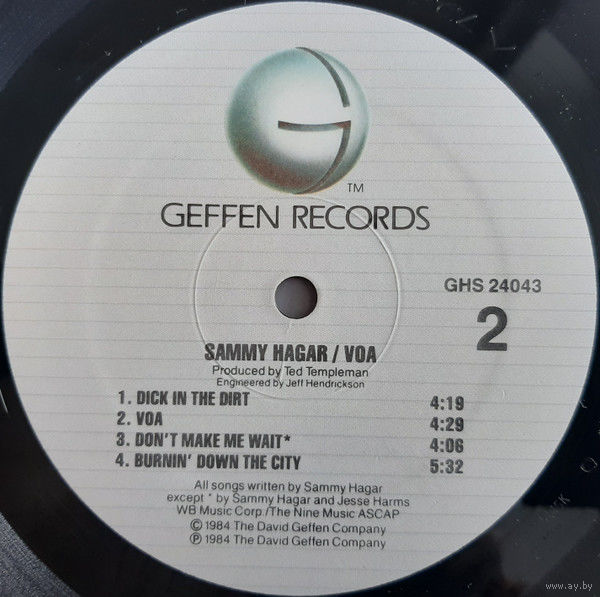 TM
GEFFEN RECORDS
GHS 24043
2
SAMMY HAGAR / VOA
Produced by Ted Templeman
Engineered by Jeff Hendrickson
1. DICK IN THE DIRT 4:19
2. VOA 4:29
3. DON'T MAKE ME WAIT* 4:06
4. BURNIN' DOWN THE CITY 5:32
All songs written by Sammy Hagar
except * by Sammy Hagar and Jesse Harms
WB Music Corp./The Nine Music ASCAP
© 1984 The David Geffen Company
℗ 1984 The David Geffen Company
www.ay.by